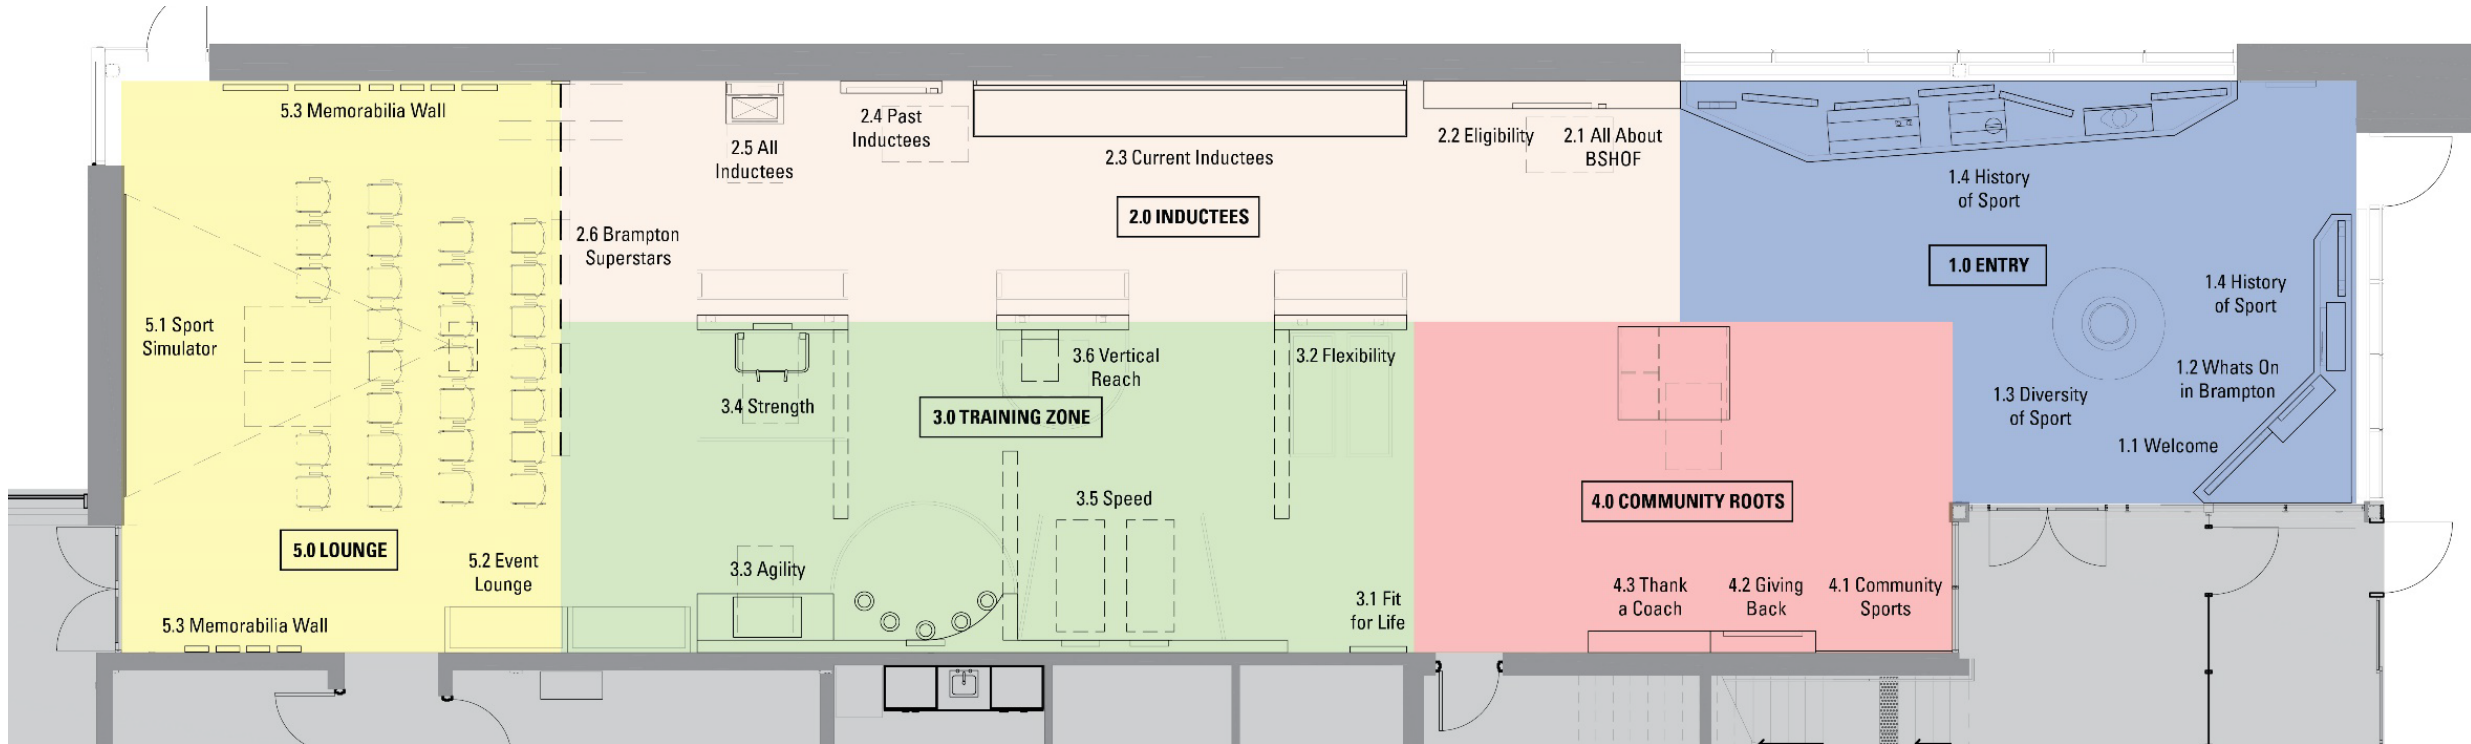 5.3 Memorabilia Wall
5.1 Sport
Simulator
5.0 LOUNGE
5.2 Event
Lounge
5.3 Memorabilia Wall
2.6 Brampton
Superstars
2.5 All
Inductees
2.4 Past
Inductees
2.3 Current Inductees
2.2 Eligibility
2.1 All About
BSHOF
2.0 INDUCTEES
3.4 Strength
3.6 Vertical
Reach
3.2 Flexibility
3.0 TRAINING ZONE
3.5 Speed
3.3 Agility
3.1 Fit
for Life
4.0 COMMUNITY ROOTS
4.3 Thank
a Coach
4.2 Giving
Back
4.1 Community
Sports
1.4 History
of Sport
1.0 ENTRY
1.4 History
of Sport
1.2 Whats On
in Brampton
1.3 Diversity
of Sport
1.1 Welcome